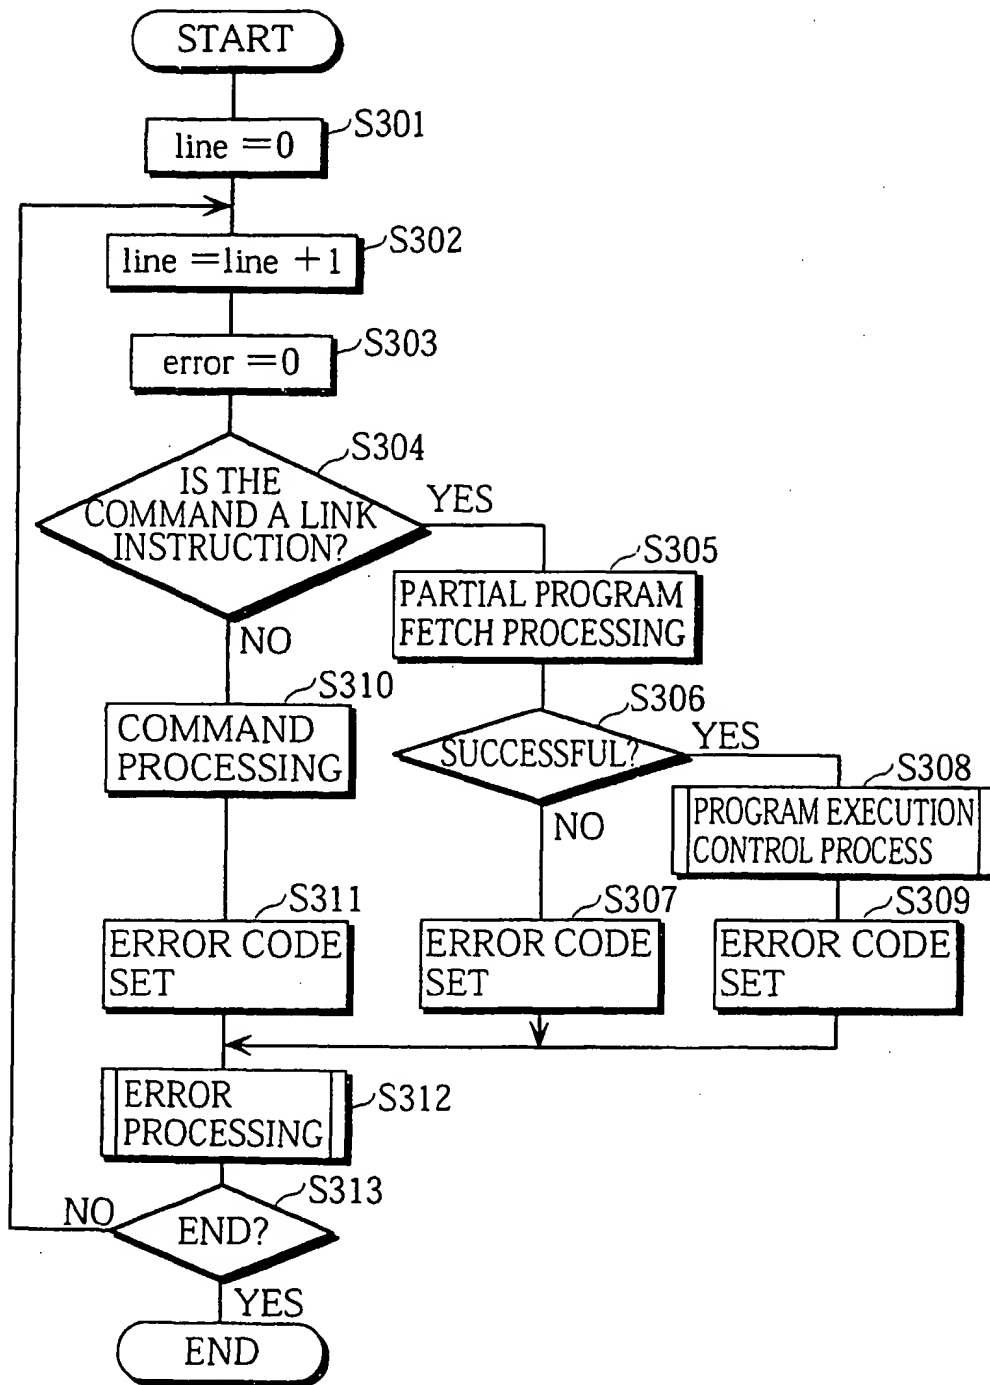 START
S301
line =0
S302
line =line +1
S303
error =0
S304
IS THE
COMMAND A LINK
INSTRUCTION?
YES
NO
S305
PARTIAL PROGRAM
FETCH PROCESSING
S310
COMMAND
PROCESSING
S306
SUCCESSFUL?
YES
NO
S308
PROGRAM EXECUTION
CONTROL PROCESS
S311
ERROR CODE
SET
S307
ERROR CODE
SET
S309
ERROR CODE
SET
S312
ERROR
PROCESSING
S313
END?
NO
YES
END